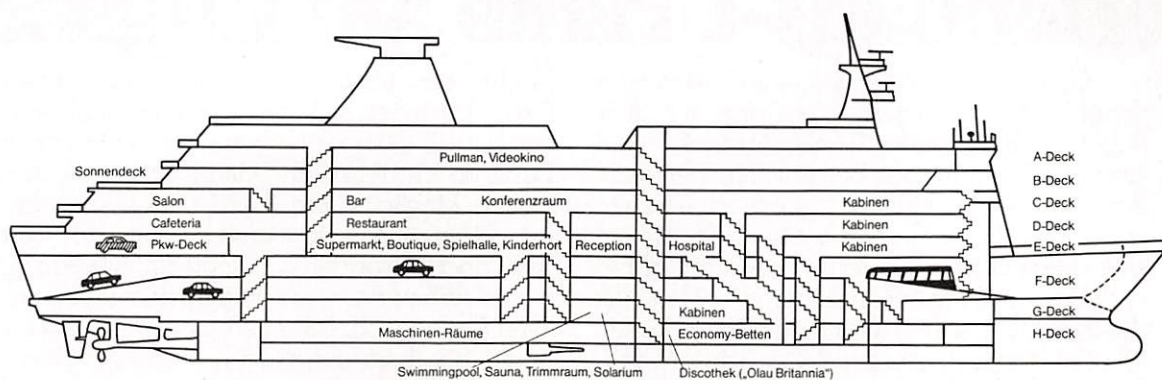 Pullman, Videokino
A-Deck
Sonnendeck
B-Deck
Salon
Bar
Konferenzraum
Kabinen
C-Deck
Cafeteria
Restaurant
Kabinen
D-Deck
Pkw-Deck
Supermarkt, Boutique, Spielhalle, Kinderhort
Reception
Hospital
Kabinen
E-Deck
F-Deck
Kabinen
G-Deck
Maschinen-Räume
Economy-Betten
H-Deck
Swimmingpool, Sauna, Trimmraum, Solarium
Discothek („Olau Britannia“)